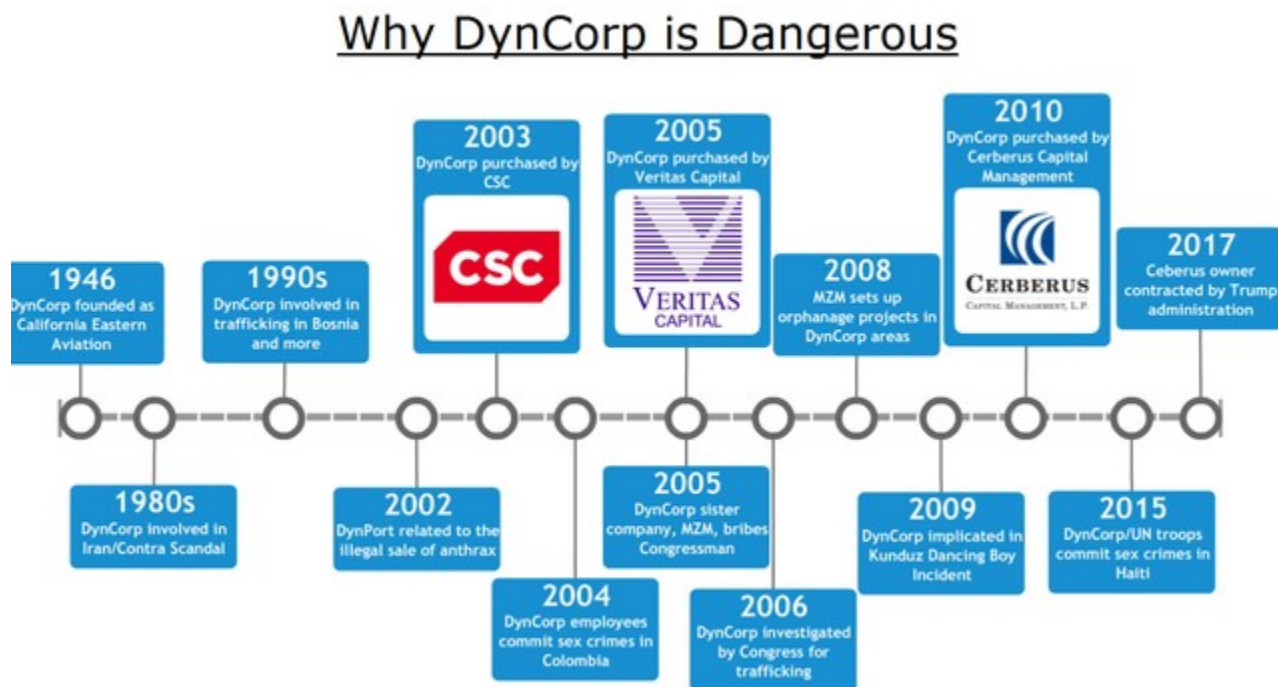 Why DynCorp is Dangerous
1946
DynCorp founded as
California Eastern
Aviation
1980s
DynCorp involved in
Iran/Contra Scandal
1990s
DynCorp involved in
trafficking in Bosnia
and more
2002
DynPort related to the
illegal sale of anthrax
2003
DynCorp purchased by
CSC
CSC
2004
DynCorp employees
commit sex crimes in
Colombia
2005
DynCorp purchased by
Veritas Capital
VERITAS
CAPITAL
2005
DynCorp sister
company, MZM, bribes
Congressman
2006
DynCorp investigated
by Congress for
trafficking
2008
MZM sets up
orphanage projects in
DynCorp areas
2009
DynCorp implicated in
Kunduz Dancing Boy
Incident
2010
DynCorp purchased by
Cerberus Capital
Management
CERBERUS
CAPITAL MANAGEMENT, L.P.
2015
DynCorp/UN troops
commit sex crimes in
Haiti
2017
Ceberus owner
contracted by Trump
administration